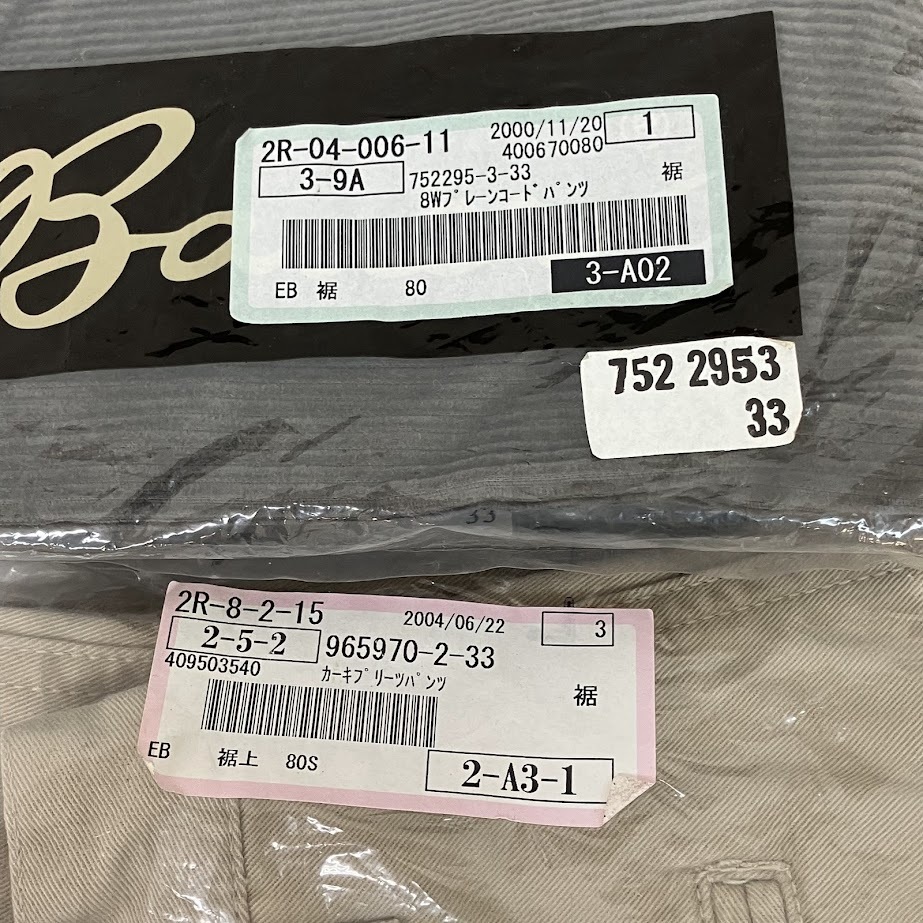 Ba
2R-04-006-11 2000/11/20 1
400670080
3-9A 752295-3-33 裾
8Wプレーンコードパンツ
EB 裾 80 3-A02
752 2953
33
33
2R-8-2-15 2004/06/22 3
2-5-2 965970-2-33
409503540 カーキプリーツパンツ 裾
EB 裾上 80S 2-A3-1